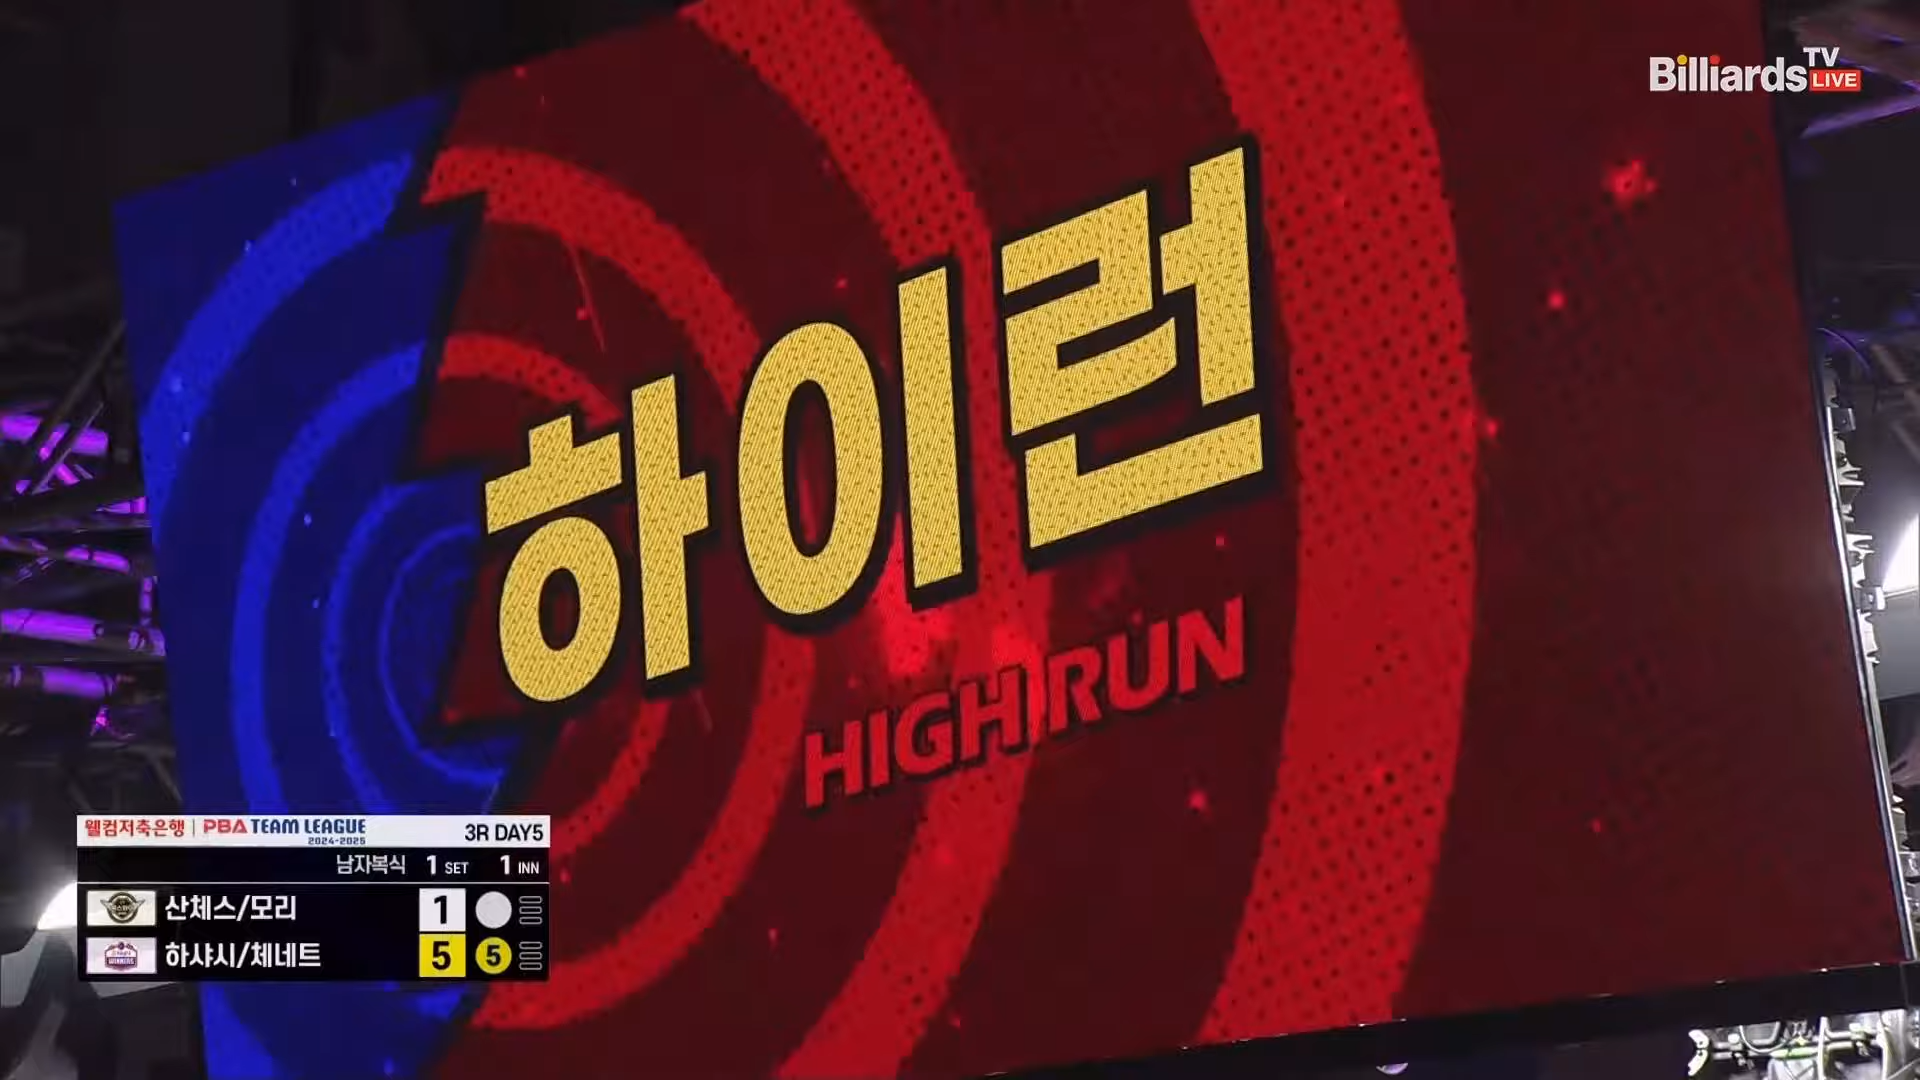 Billiards TV
LIVE
하이런
HIGH RUN
웰컴저축은행 | PBA TEAM LEAGUE
2024-2025
3R DAY5
남자복식 1 SET 1 INN
산체스/모리 1
하샤시/체네트 5 5